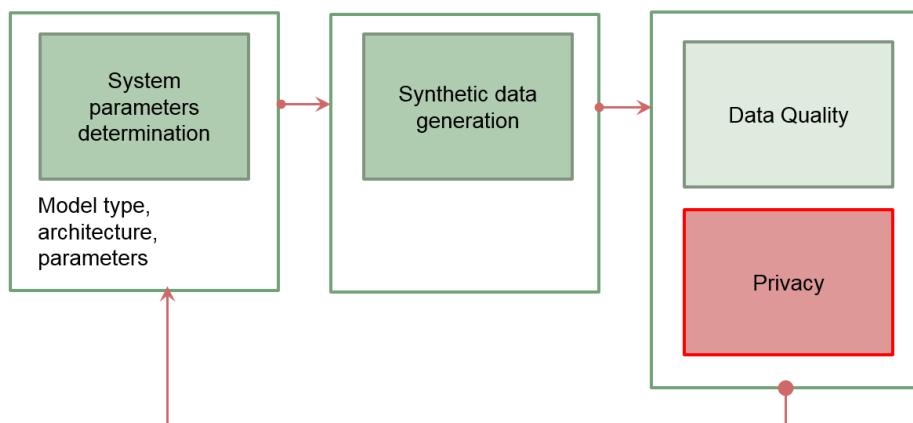 System
parameters
determination
Model type,
architecture,
parameters
Synthetic data
generation
Data Quality
Privacy